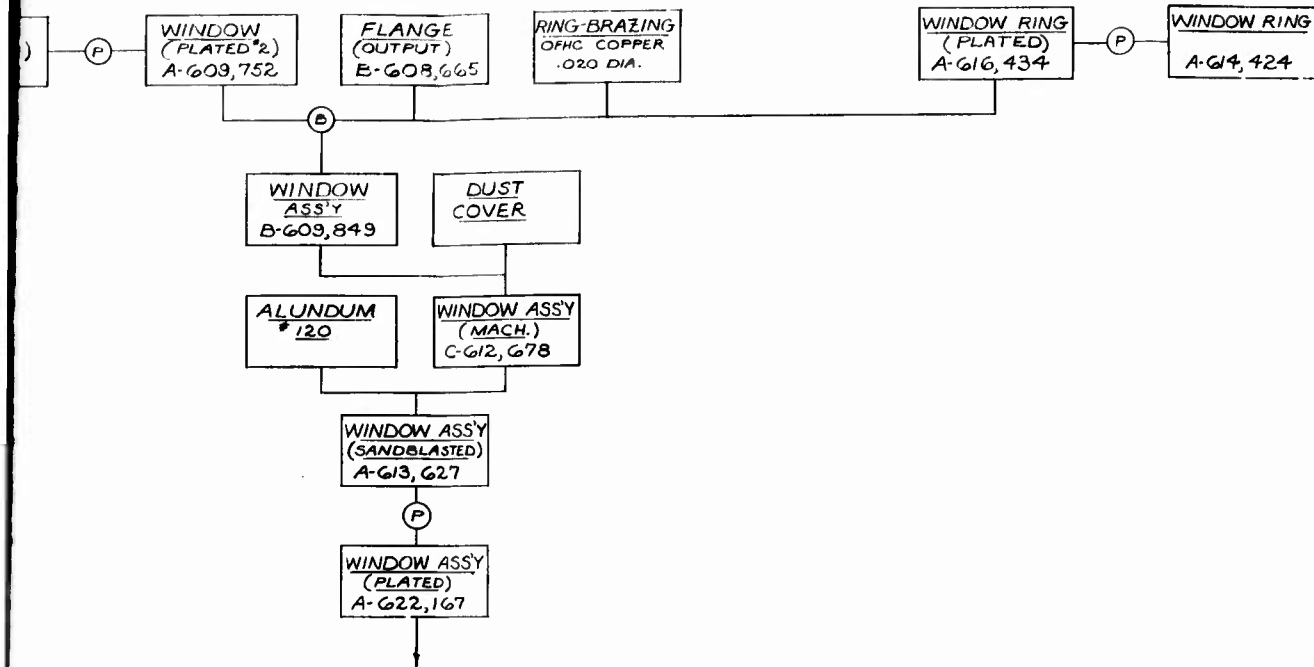 )
P
WINDOW
(PLATED #2)
A-609,752
FLANGE
(OUTPUT)
B-608,665
RING-BRAZING
OFHC COPPER
.020 DIA.
WINDOW RING
(PLATED)
A-616,434
P
WINDOW RING
A-614,424
B
WINDOW
ASS'Y
B-609,849
DUST
COVER
ALUNDUM
#120
WINDOW ASS'Y
(MACH.)
C-612,678
WINDOW ASS'Y
(SANDBLASTED)
A-613,627
P
WINDOW ASS'Y
(PLATED)
A-622,167